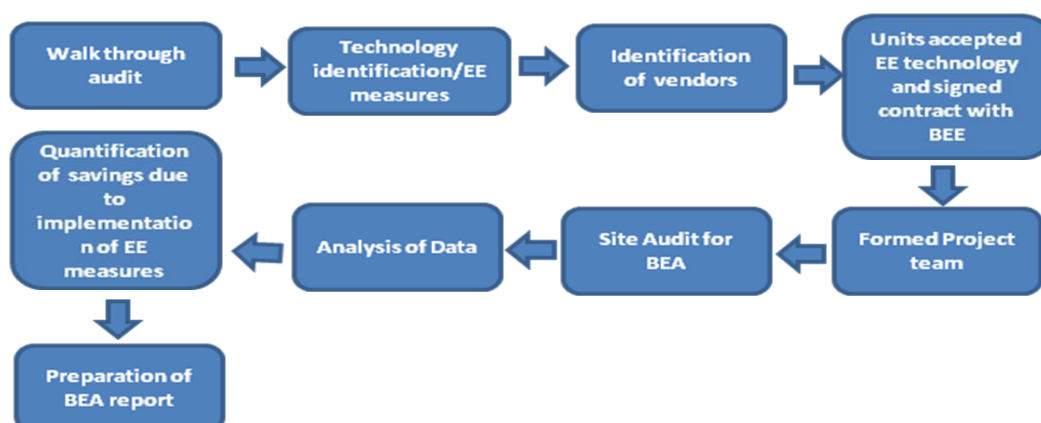 Walk through
audit
Technology
identification/EE
measures
Identification
of vendors
Units accepted
EE technology
and signed
contract with
BEE
Formed Project
team
Site Audit for
BEA
Analysis of Data
Quantification
of savings due
to
implementatio
n of EE
measures
Preparation of
BEA report